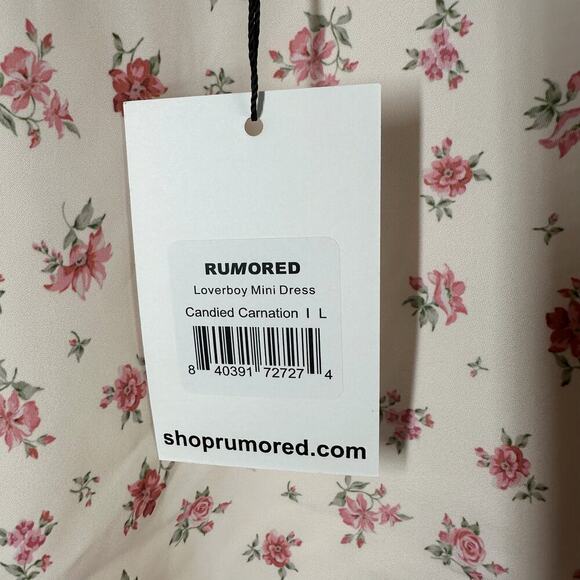 RUMORED
Loverboy Mini Dress
Candied Carnation I L
8 40391 72727 4
shoprumored.com